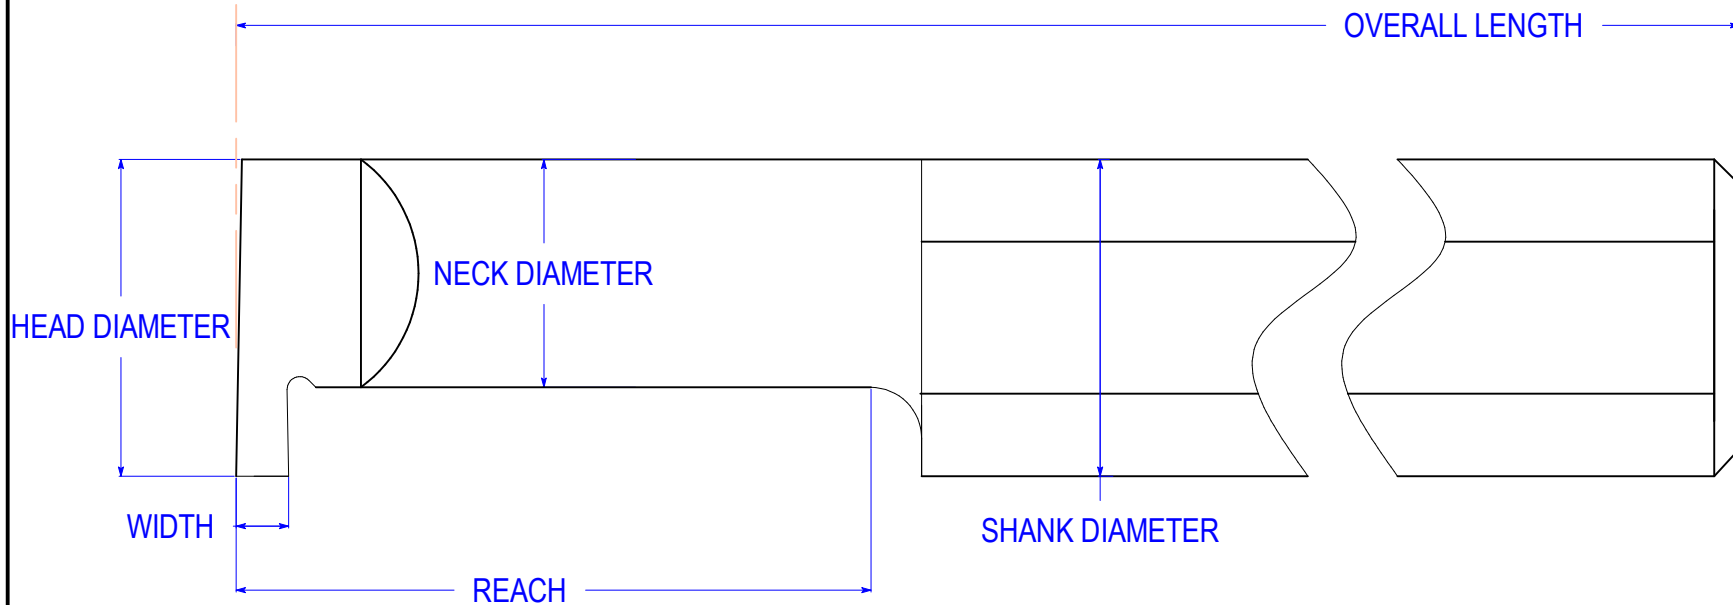 OVERALL LENGTH
NECK DIAMETER
HEAD DIAMETER
WIDTH
SHANK DIAMETER
REACH